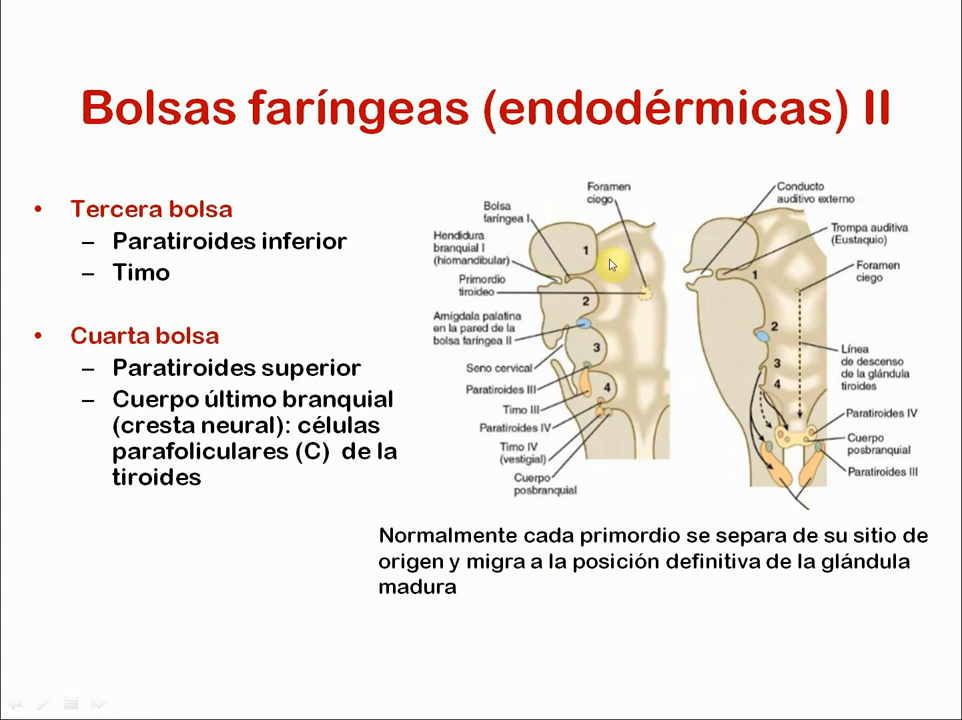 Bolsas faríngeas (endodérmicas) II
• Tercera bolsa
– Paratiroides inferior
– Timo
• Cuarta bolsa
– Paratiroides superior
– Cuerpo último branquial
(cresta neural): células
parafoliculares (C) de la
tiroides
Foramen
ciego
Bolsa
faríngea I
Hendidura
branquial I
(hiomandibular)
Primordio
tiroideo
Amígdala palatina
en la pared de la
bolsa faríngea II
Seno cervical
Paratiroides III
Timo III
Paratiroides IV
Timo IV
(vestigial)
Cuerpo
posbranquial
1
2
3
4
Conducto
auditivo externo
Trompa auditiva
(Eustaquio)
Foramen
ciego
Línea
de descenso
de la glándula
tiroides
Paratiroides IV
Cuerpo
posbranquial
Paratiroides III
1
2
3
4
Normalmente cada primordio se separa de su sitio de
origen y migra a la posición definitiva de la glándula
madura